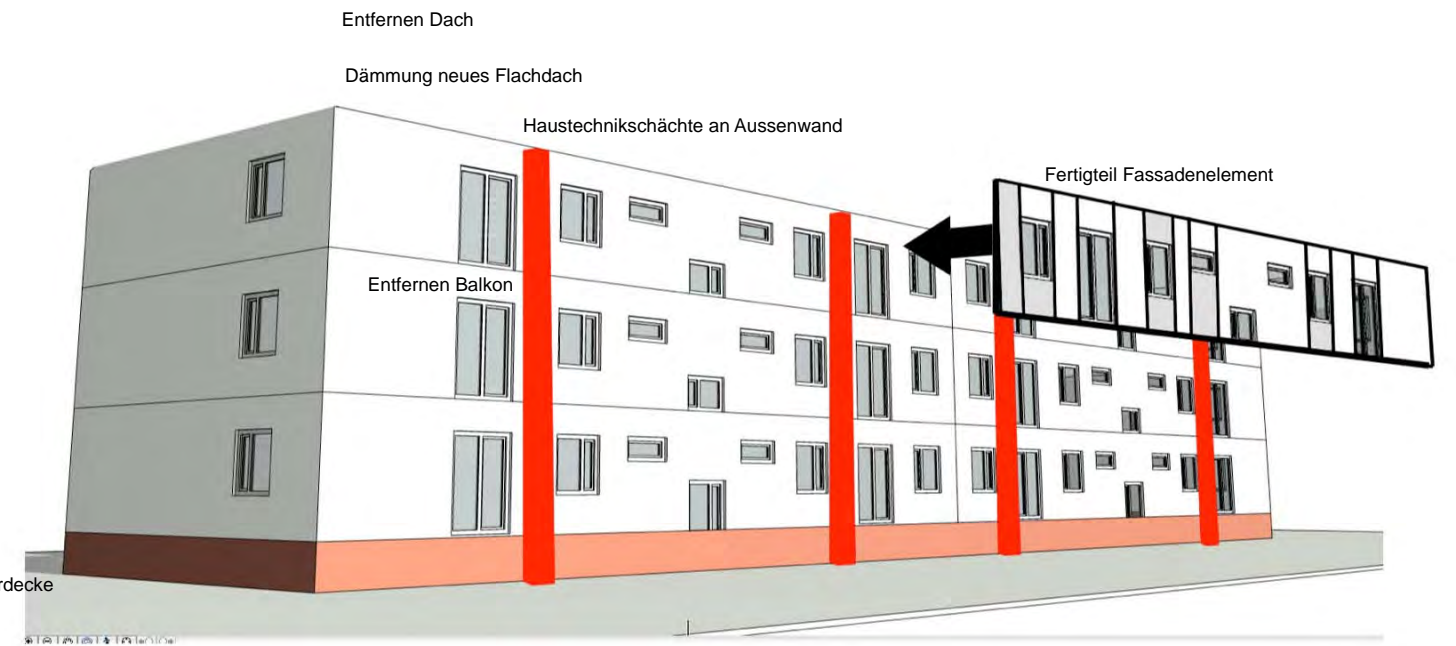 Entfernen Dach
Dämmung neues Flachdach
Haustechnikschächte an Aussenwand
Fertigteil Fassadenelement
Entfernen Balkon